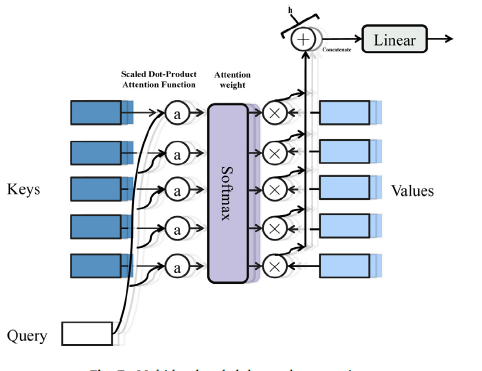 h
+
Concatenate
Linear
Scaled Dot-Product
Attention Function
Attention
weight
a
a
a
a
a
Softmax
×
×
×
×
×
Keys
Values
Query